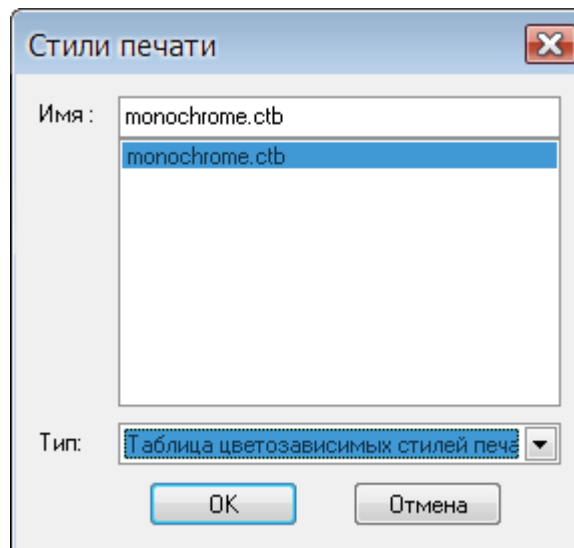 Стили печати
Имя: monochrome.ctb
monochrome.ctb
Тип: Таблица цветозависимых стилей печа
OK Отмена